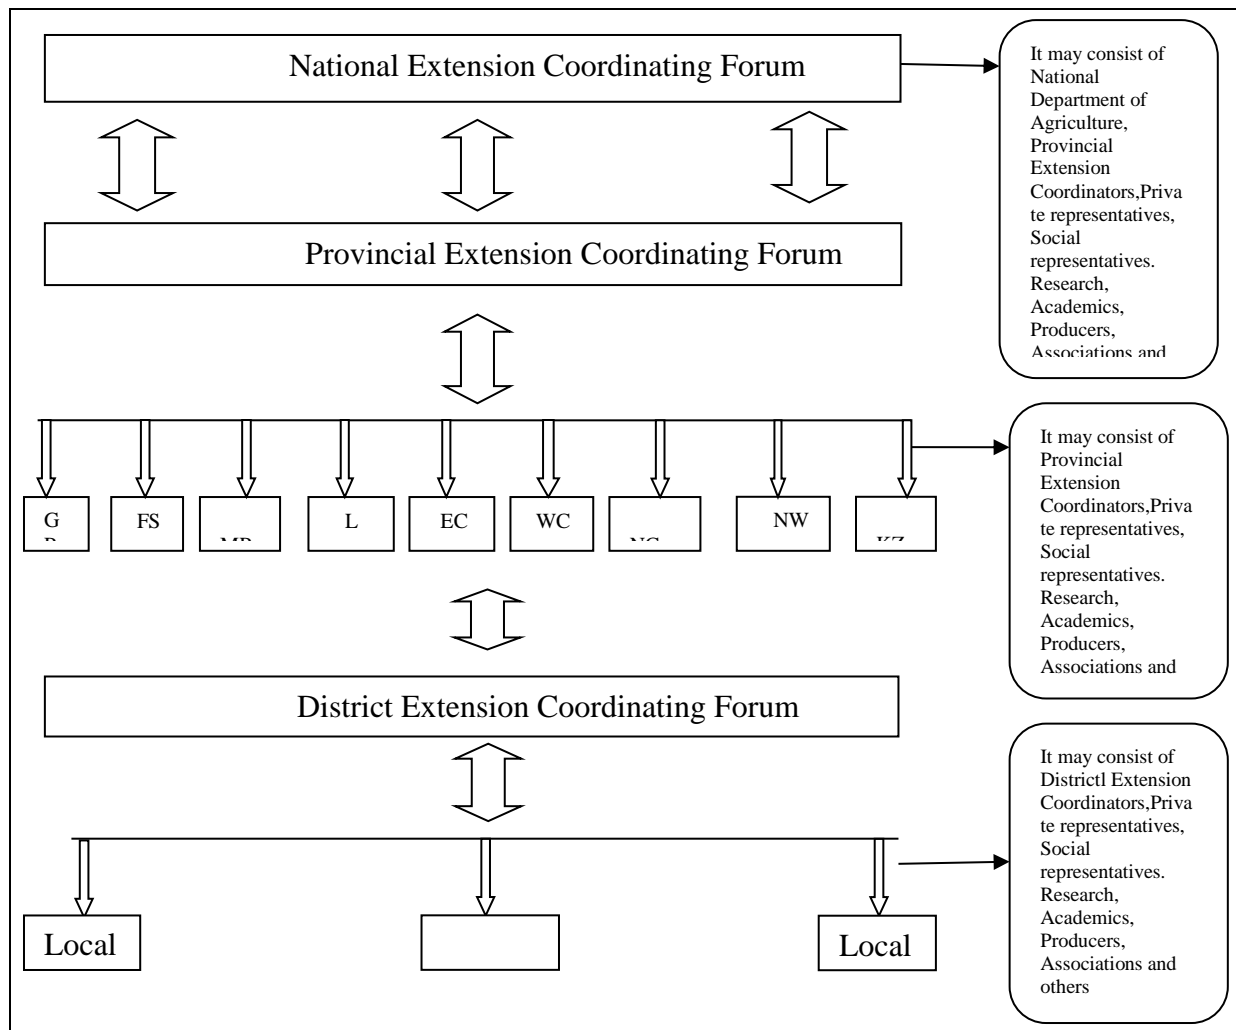 National Extension Coordinating Forum
It may consist of
National
Department of
Agriculture,
Provincial
Extension
Coordinators,Priva
te representatives,
Social
representatives.
Research,
Academics,
Producers,
Associations and
Provincial Extension Coordinating Forum
It may consist of
Provincial
Extension
Coordinators,Priva
te representatives,
Social
representatives.
Research,
Academics,
Producers,
Associations and
G
FS
L
EC
WC
NW
District Extension Coordinating Forum
It may consist of
Districtl Extension
Coordinators,Priva
te representatives,
Social
representatives.
Research,
Academics,
Producers,
Associations and
others
Local
Local